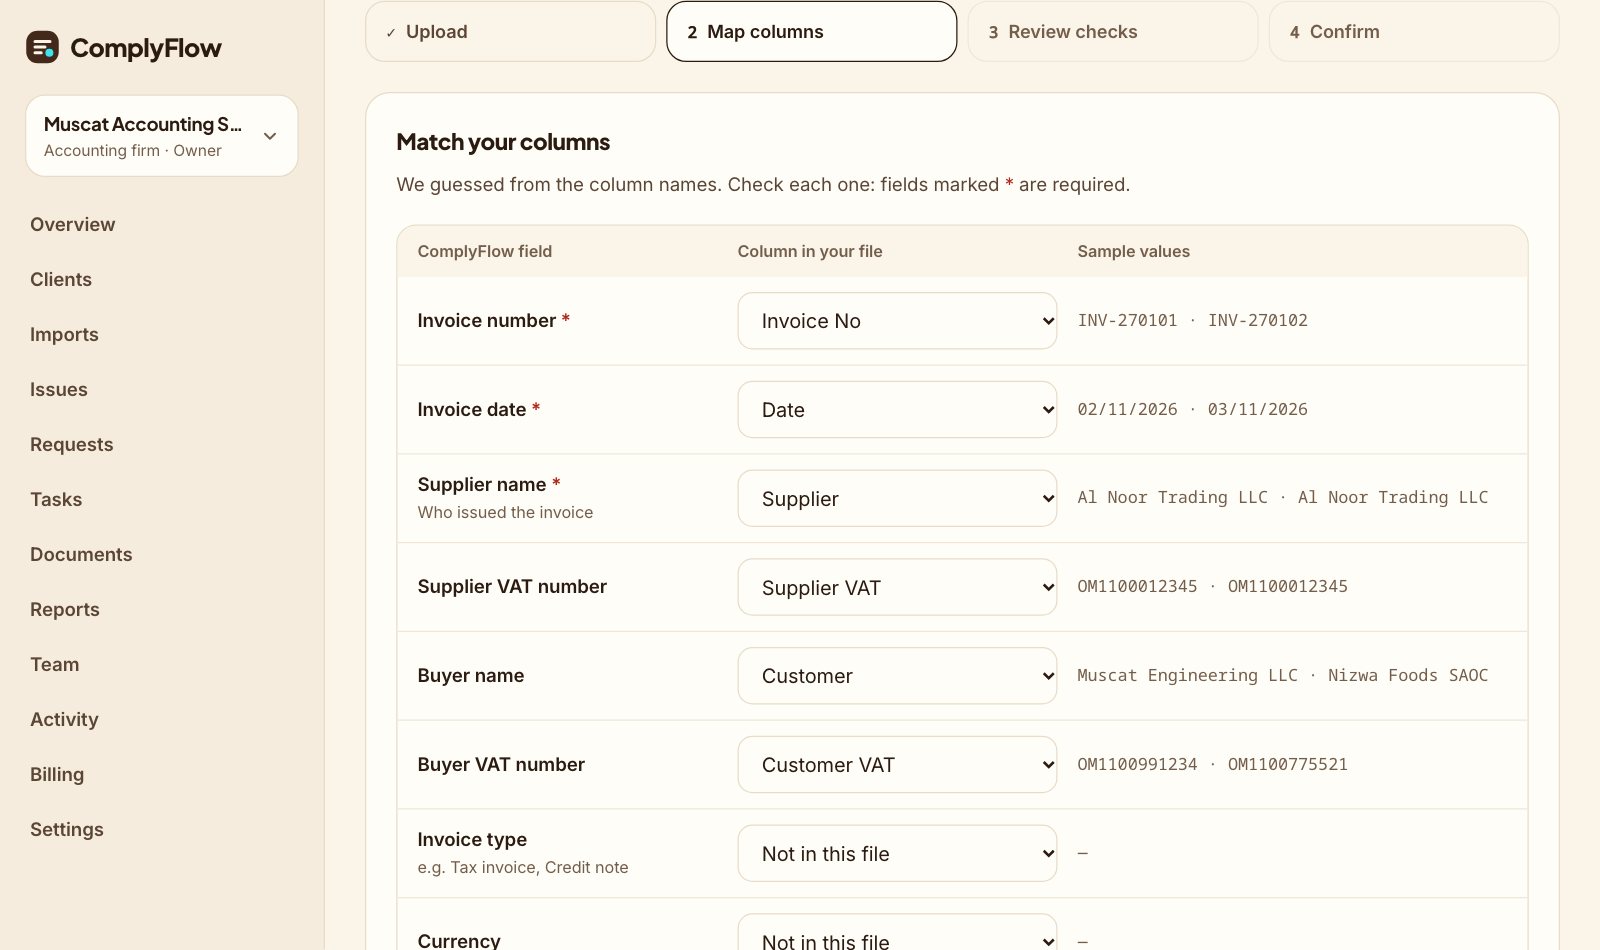 ComplyFlow
Muscat Accounting S...
Accounting firm · Owner
Overview
Clients
Imports
Issues
Requests
Tasks
Documents
Reports
Team
Activity
Billing
Settings
✓ Upload
2 Map columns
3 Review checks
4 Confirm
Match your columns
We guessed from the column names. Check each one: fields marked * are required.
ComplyFlow field Column in your file Sample values
Invoice number * Invoice No INV-270101 · INV-270102
Invoice date * Date 02/11/2026 · 03/11/2026
Supplier name * Supplier Al Noor Trading LLC · Al Noor Trading LLC
Who issued the invoice
Supplier VAT number Supplier VAT OM1100012345 · OM1100012345
Buyer name Customer Muscat Engineering LLC · Nizwa Foods SAOC
Buyer VAT number Customer VAT OM1100991234 · OM1100775521
Invoice type Not in this file —
e.g. Tax invoice, Credit note
Currency Not in this file —